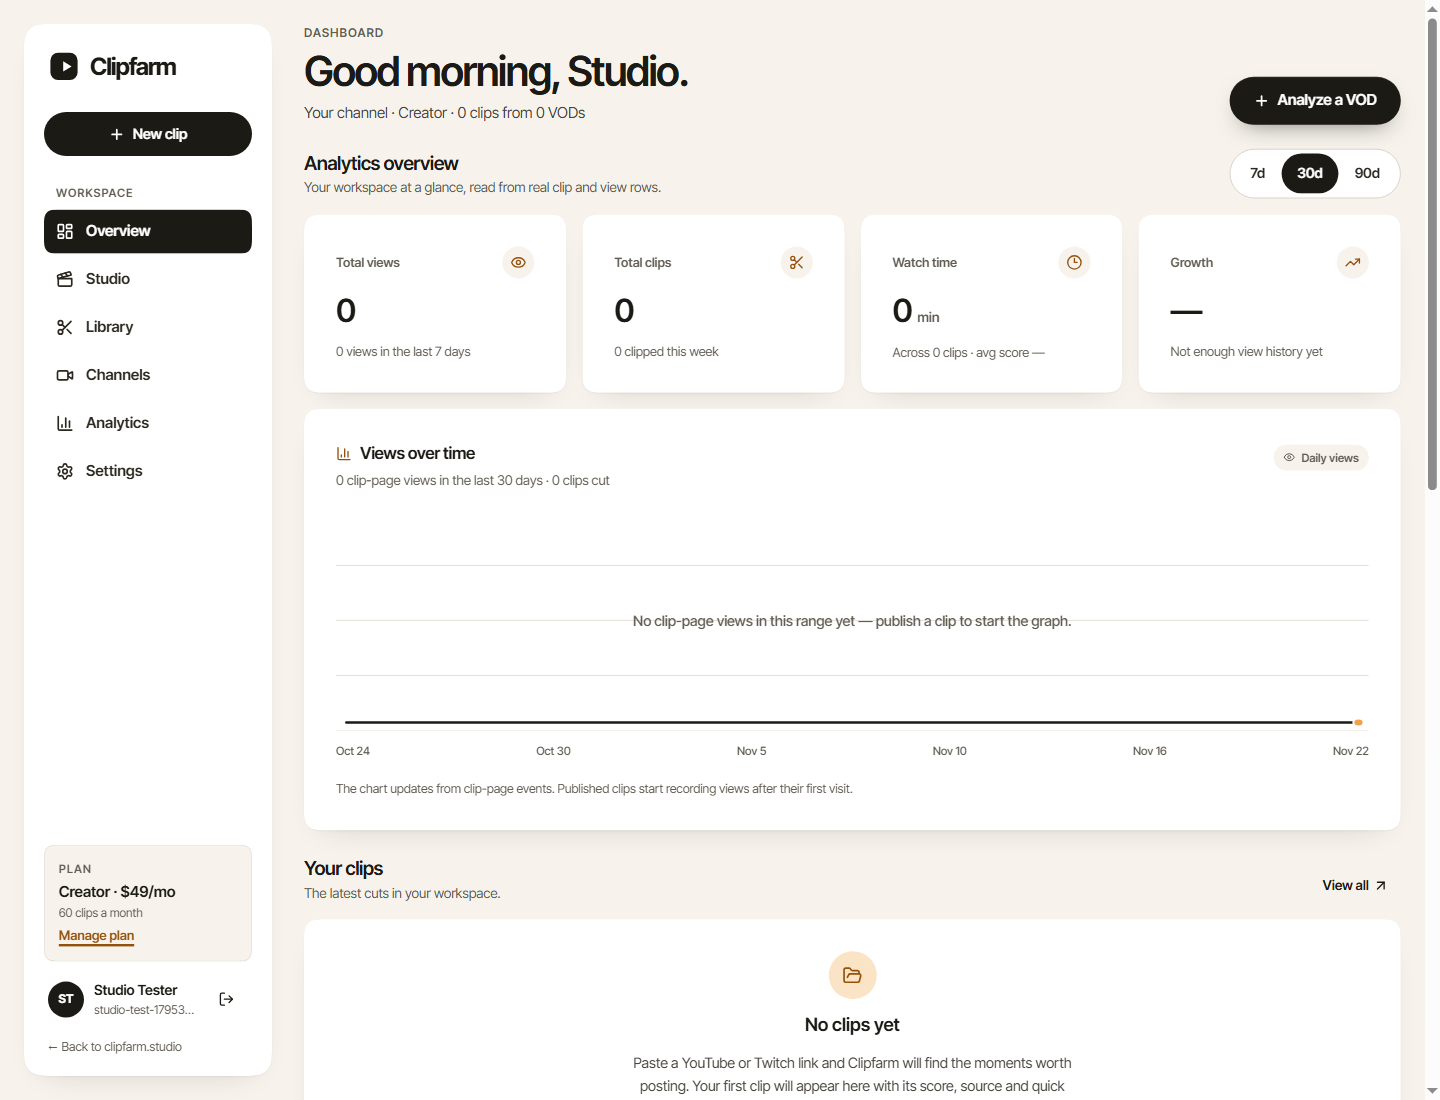 Clipfarm
New clip
WORKSPACE
Overview
Studio
Library
Channels
Analytics
Settings
PLAN
Creator · $49/mo
60 clips a month
Manage plan
ST
Studio Tester
studio-test-17953...
← Back to clipfarm.studio
DASHBOARD
Good morning, Studio.
Your channel · Creator · 0 clips from 0 VODs
Analyze a VOD
Analytics overview
Your workspace at a glance, read from real clip and view rows.
7d 30d 90d
Total views
0
0 views in the last 7 days
Total clips
0
0 clipped this week
Watch time
0 min
Across 0 clips · avg score —
Growth
—
Not enough view history yet
Views over time
0 clip-page views in the last 30 days · 0 clips cut
Daily views
No clip-page views in this range yet — publish a clip to start the graph.
Oct 24 Oct 30 Nov 5 Nov 10 Nov 16 Nov 22
The chart updates from clip-page events. Published clips start recording views after their first visit.
Your clips
The latest cuts in your workspace.
View all
No clips yet
Paste a YouTube or Twitch link and Clipfarm will find the moments worth
posting. Your first clip will appear here with its score, source and quick